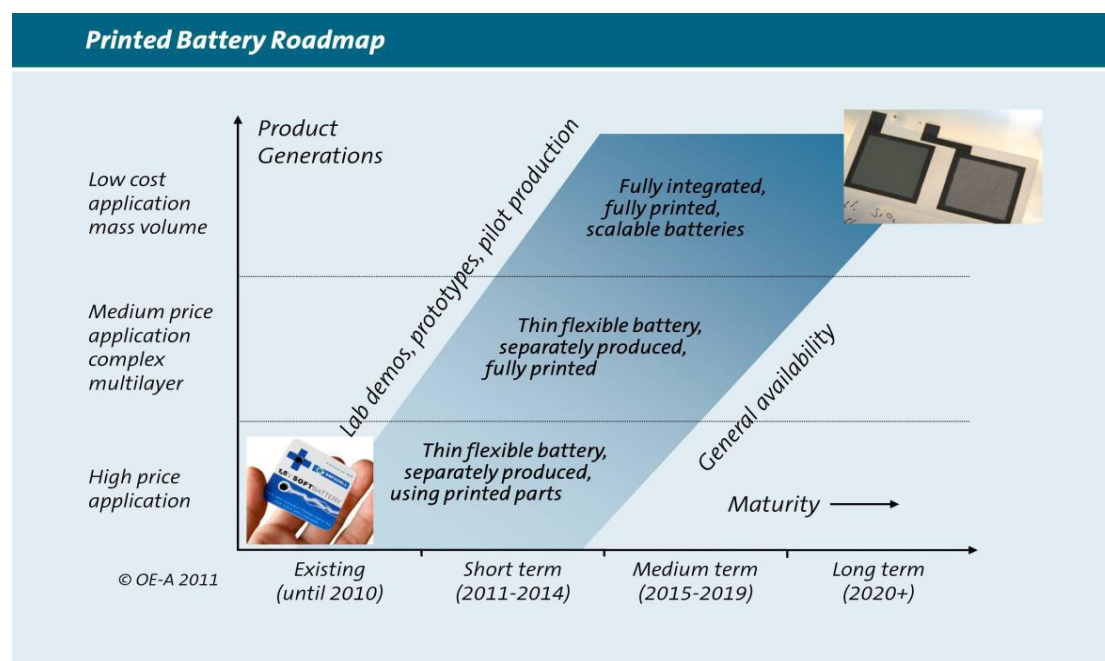 Printed Battery Roadmap
Product
Generations
Low cost
application
mass volume
Medium price
application
complex
multilayer
High price
application
Lab demos, prototypes, pilot production
Fully integrated,
fully printed,
scalable batteries
Thin flexible battery,
separately produced,
fully printed
Thin flexible battery,
separately produced,
using printed parts
General availability
Maturity
1,5V SOFTBATTERY
Existing
(until 2010)
Short term
(2011-2014)
Medium term
(2015-2019)
Long term
(2020+)
© OE-A 2011